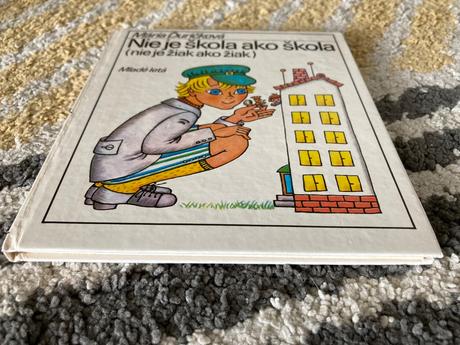 Mária Ďuríčková
Nie je škola ako škola
(nie je žiak ako žiak)
Mladé letá